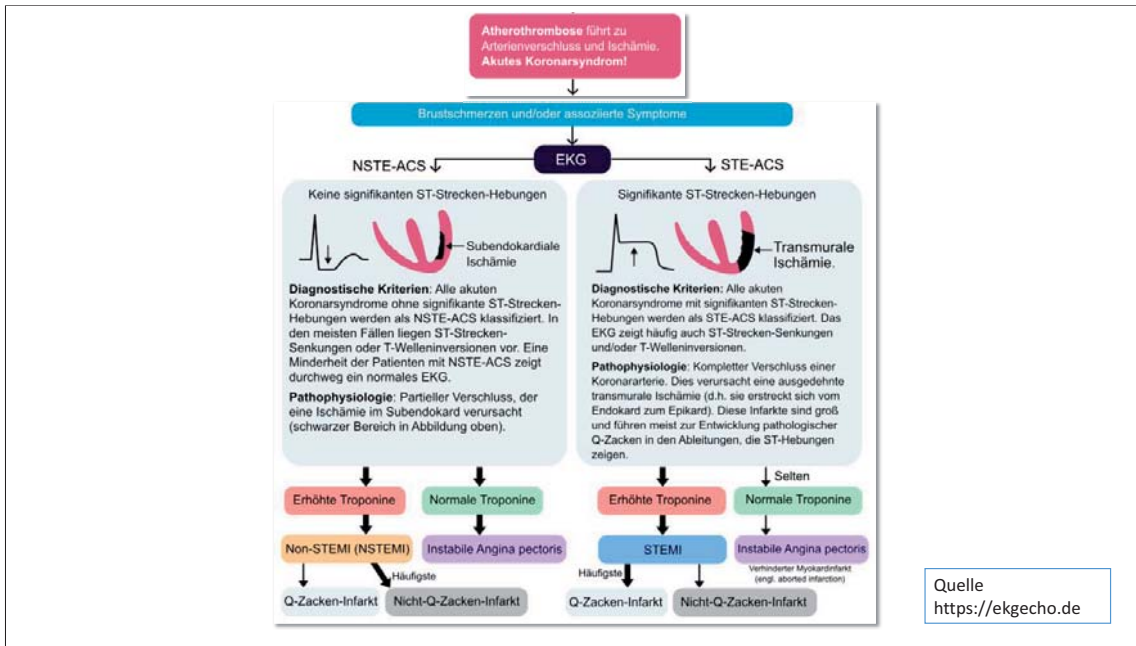 Atherothrombose führt zu
Arterienverschluss und Ischämie.
Akutes Koronarsyndrom!
Brustschmerzen und/oder assoziierte Symptome
EKG
NSTE-ACS
STE-ACS
Keine signifikanten ST-Strecken-Hebungen
Subendokardiale
Ischämie
Diagnostische Kriterien: Alle akuten
Koronarsyndrome ohne signifikante ST-Strecken-
Hebungen werden als NSTE-ACS klassifiziert. In
den meisten Fällen liegen ST-Strecken-
Senkungen oder T-Welleninversionen vor. Eine
Minderheit der Patienten mit NSTE-ACS zeigt
durchweg ein normales EKG.
Pathophysiologie: Partieller Verschluss, der
eine Ischämie im Subendokard verursacht
(schwarzer Bereich in Abbildung oben).
Signifikante ST-Strecken-Hebungen
Transmurale
Ischämie.
Diagnostische Kriterien: Alle akuten
Koronarsyndrome mit signifikanten ST-Strecken-
Hebungen werden als STE-ACS klassifiziert. Das
EKG zeigt häufig auch ST-Strecken-Senkungen
und/oder T-Welleninversionen.
Pathophysiologie: Kompletter Verschluss einer
Koronararterie. Dies verursacht eine ausgedehnte
transmurale Ischämie (d.h. sie erstreckt sich vom
Endokard zum Epikard). Diese Infarkte sind groß
und führen meist zur Entwicklung pathologischer
Q-Zacken in den Ableitungen, die ST-Hebungen
zeigen.
Selten
Erhöhte Troponine
Normale Troponine
Erhöhte Troponine
Normale Troponine
Non-STEMI (NSTEMI)
Instabile Angina pectoris
STEMI
Instabile Angina pectoris
Verhinderter Myokardinfarkt
(engl. aborted infarction)
Häufigste
Häufigste
Q-Zacken-Infarkt
Nicht-Q-Zacken-Infarkt
Q-Zacken-Infarkt
Nicht-Q-Zacken-Infarkt
Quelle
https://ekgecho.de